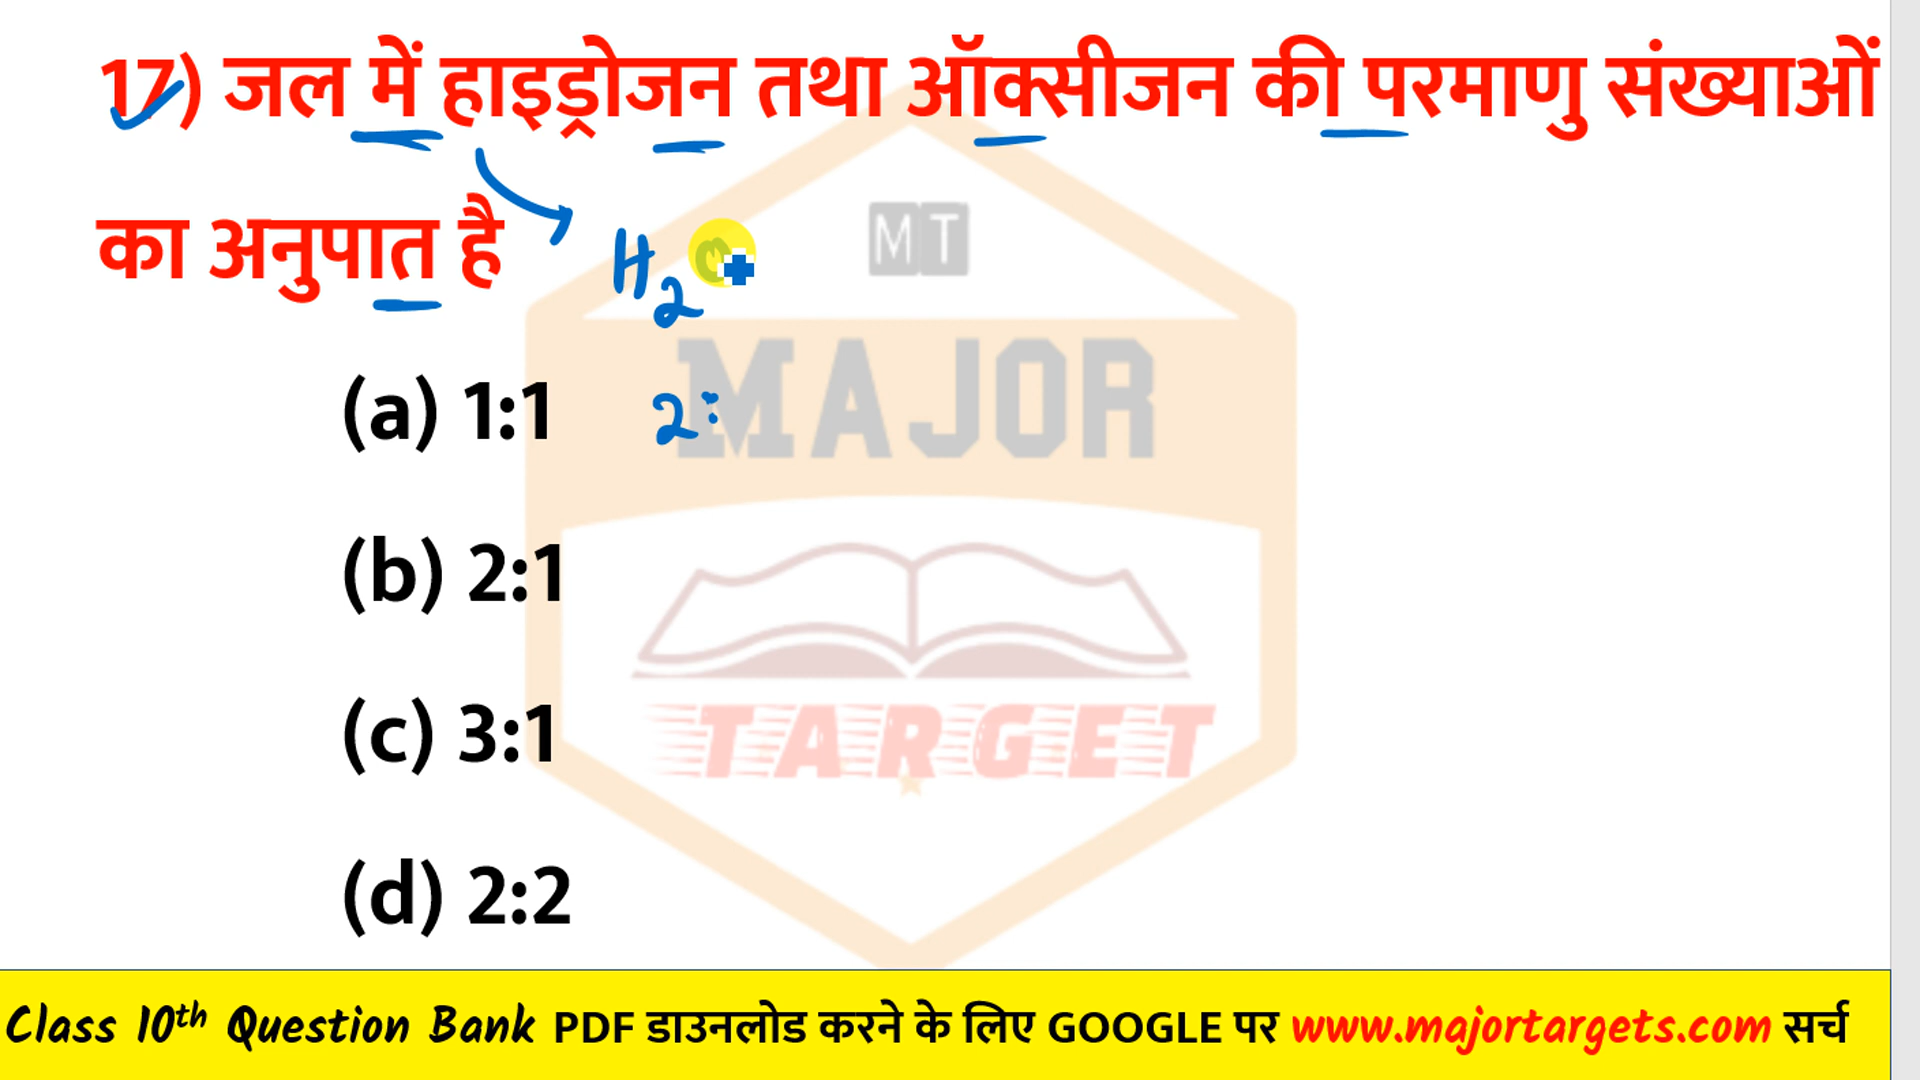 17) जल में हाइड्रोजन तथा ऑक्सीजन की परमाणु संख्याओं
का अनुपात है
H2
MT
(a) 1:1
2:
MAJOR
(b) 2:1
(c) 3:1
TARGET
(d) 2:2
Class 10th Question Bank PDF डाउनलोड करने के लिए GOOGLE पर www.majortargets.com सर्च